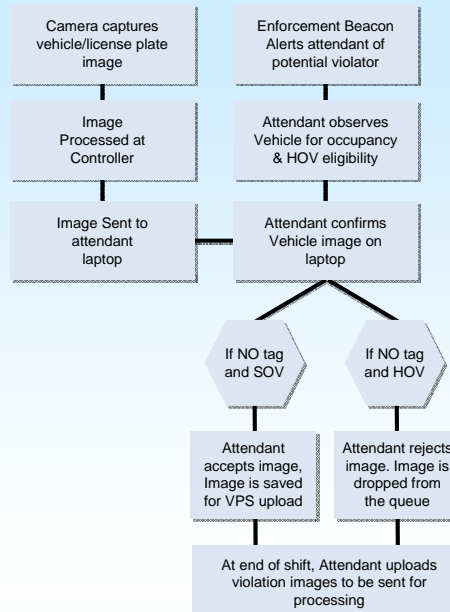 Camera captures
vehicle/license plate
image
Enforcement Beacon
Alerts attendant of
potential violator
Image
Processed at
Controller
Attendant observes
Vehicle for occupancy
& HOV eligibility
Image Sent to
attendant
laptop
Attendant confirms
Vehicle image on
laptop
If NO tag
and SOV
If NO tag
and HOV
Attendant
accepts image,
Image is saved
for VPS upload
Attendant rejects
image. Image is
dropped from
the queue
At end of shift, Attendant uploads
violation images to be sent for
processing